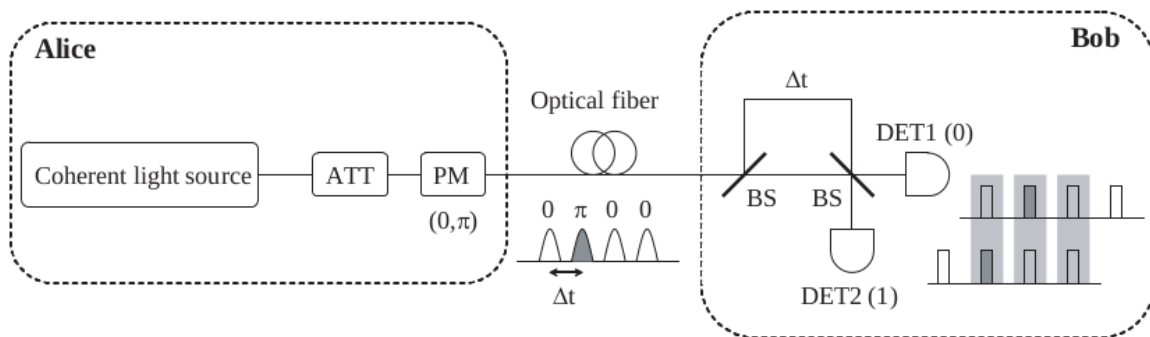 Alice
Coherent light source
ATT
PM
(0,π)
Optical fiber
0 π 0 0
Δt
Bob
Δt
DET1 (0)
BS
BS
DET2 (1)